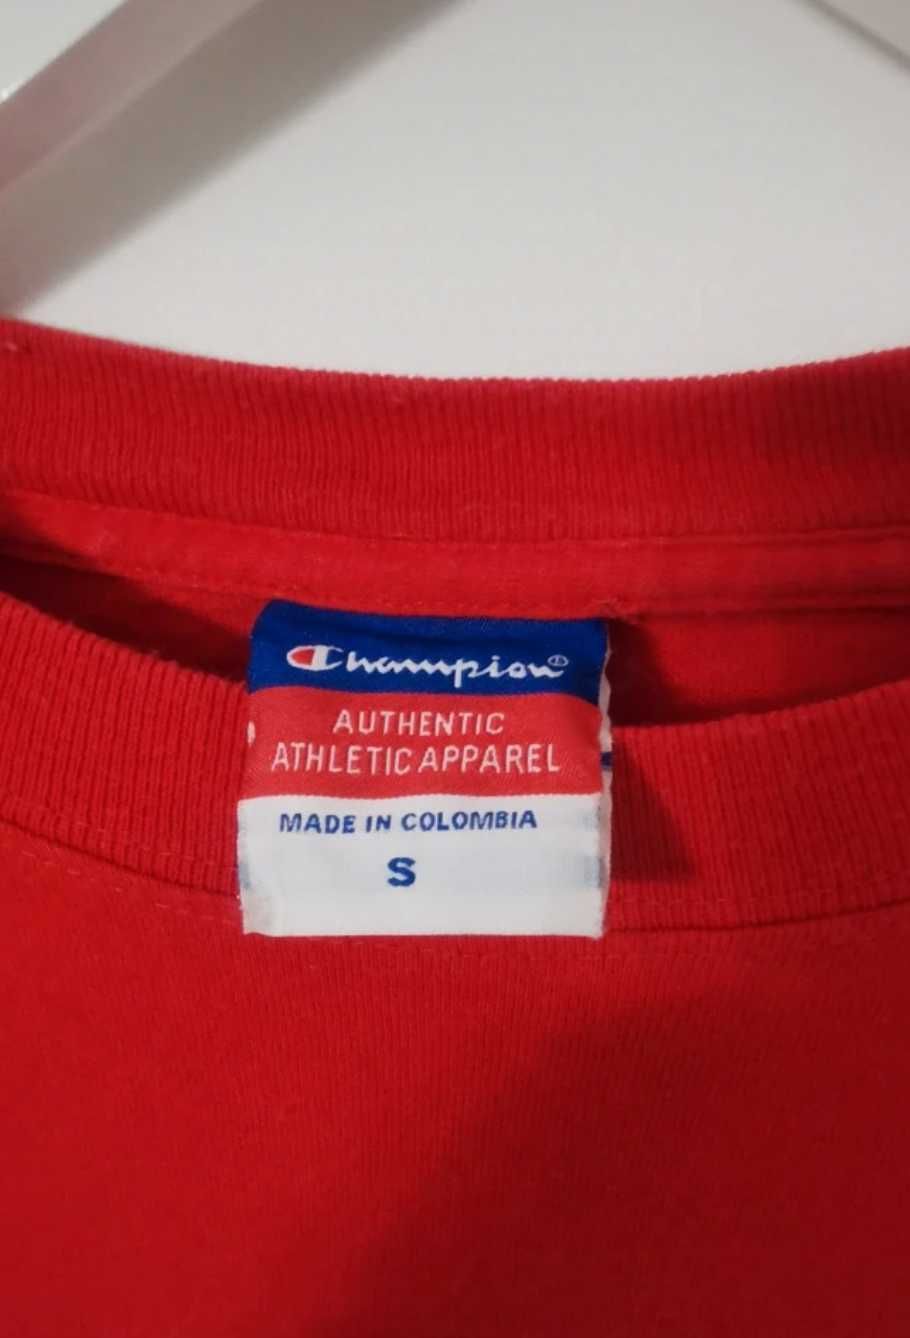 Champion
AUTHENTIC
ATHLETIC APPAREL
MADE IN COLOMBIA
S